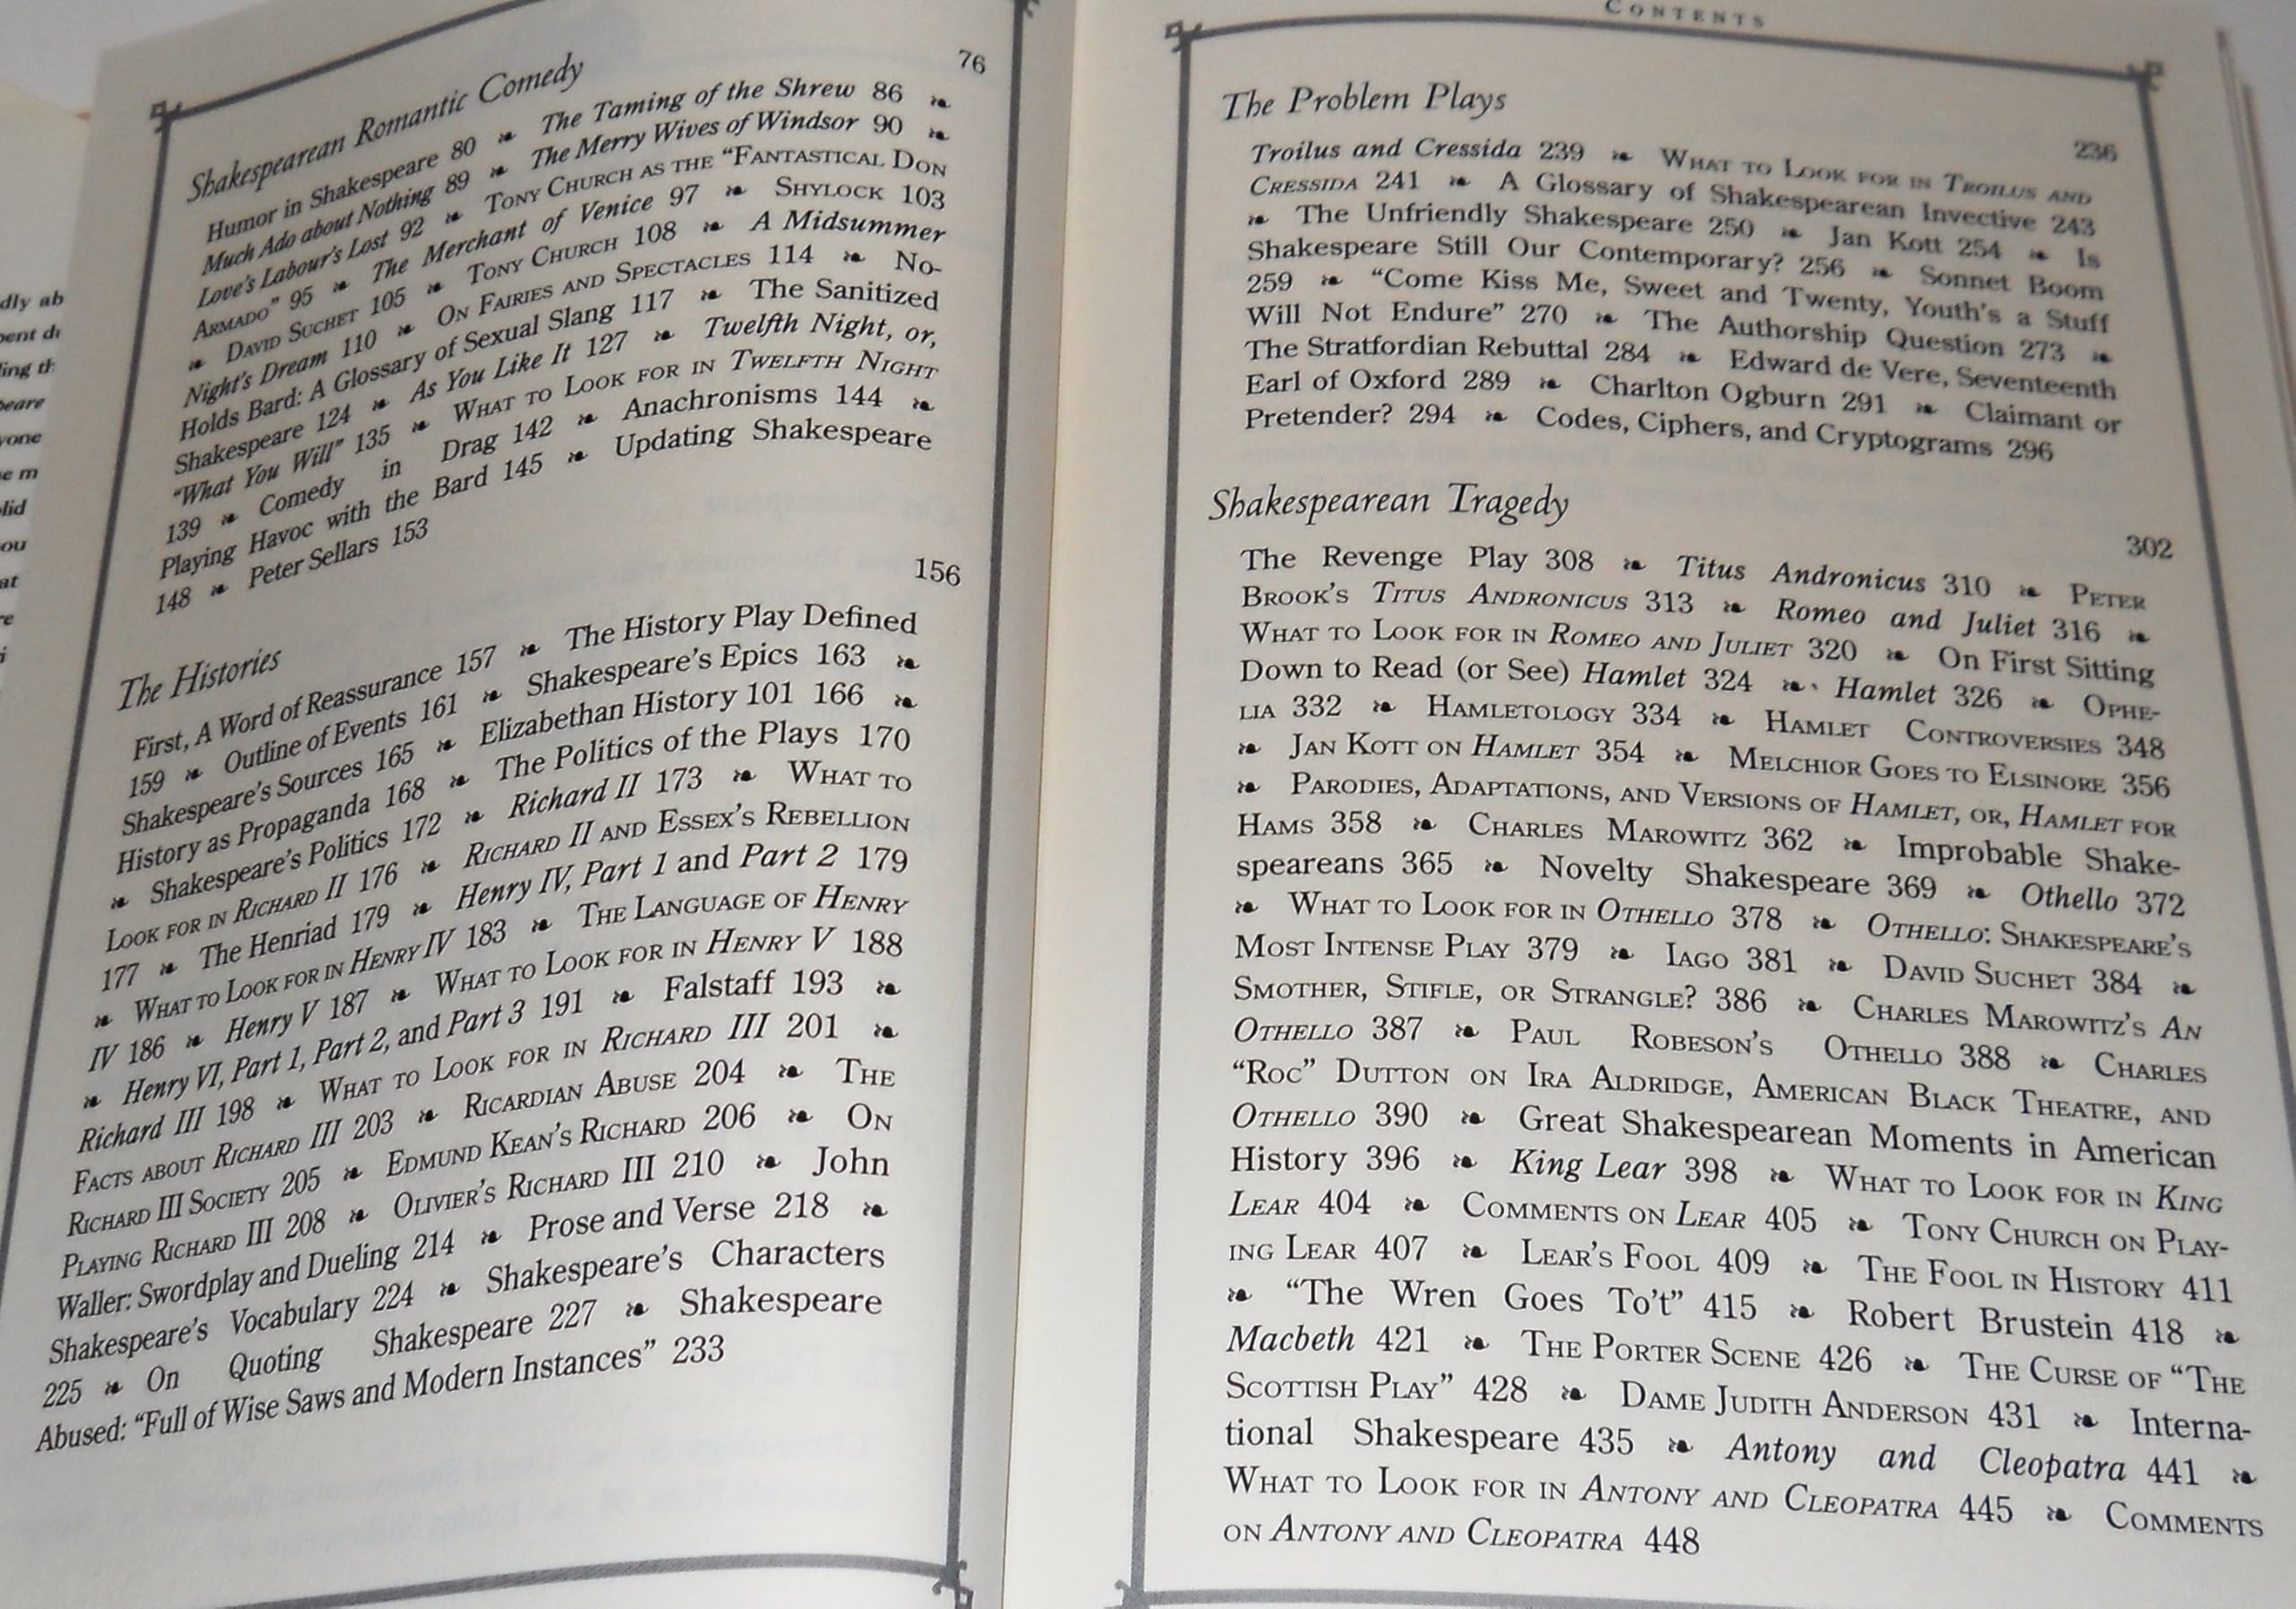 dly ab
ent di
ling th
peare
yone
e m
lid
ou
at
re
Shakespearean Romantic Comedy 76
Humor in Shakespeare 80 ❧ The Taming of the Shrew 86 ❧
Much Ado about Nothing 89 ❧ The Merry Wives of Windsor 90 ❧
Love's Labour's Lost 92 ❧ TONY CHURCH AS THE "FANTASTICAL DON
ARMADO" 95 ❧ The Merchant of Venice 97 ❧ SHYLOCK 103
❧ DAVID SUCHET 105 ❧ TONY CHURCH 108 ❧ A Midsummer
Night's Dream 110 ❧ ON FAIRIES AND SPECTACLES 114 ❧ No-
Holds Bard: A Glossary of Sexual Slang 117 ❧ The Sanitized
Shakespeare 124 ❧ As You Like It 127 ❧ Twelfth Night, or,
"What You Will" 135 ❧ WHAT TO LOOK FOR IN TWELFTH NIGHT
139 ❧ Comedy in Drag 142 ❧ Anachronisms 144 ❧
Playing Havoc with the Bard 145 ❧ Updating Shakespeare
148 ❧ Peter Sellars 153
The Histories 156
First, A Word of Reassurance 157 ❧ The History Play Defined
159 ❧ Outline of Events 161 ❧ Shakespeare's Epics 163 ❧
Shakespeare's Sources 165 ❧ Elizabethan History 101 166 ❧
History as Propaganda 168 ❧ The Politics of the Plays 170
❧ Shakespeare's Politics 172 ❧ Richard II 173 ❧ WHAT TO
LOOK FOR IN RICHARD II 176 ❧ RICHARD II AND ESSEX'S REBELLION
177 ❧ The Henriad 179 ❧ Henry IV, Part 1 and Part 2 179
❧ WHAT TO LOOK FOR IN HENRY IV 183 ❧ THE LANGUAGE OF HENRY
IV 186 ❧ Henry V 187 ❧ WHAT TO LOOK FOR IN HENRY V 188
❧ Henry VI, Part 1, Part 2, and Part 3 191 ❧ Falstaff 193 ❧
Richard III 198 ❧ WHAT TO LOOK FOR IN RICHARD III 201 ❧
FACTS ABOUT RICHARD III 203 ❧ RICARDIAN ABUSE 204 ❧ THE
RICHARD III SOCIETY 205 ❧ EDMUND KEAN'S RICHARD 206 ❧ ON
PLAYING RICHARD III 208 ❧ OLIVIER'S RICHARD III 210 ❧ John
Waller: Swordplay and Dueling 214 ❧ Prose and Verse 218 ❧
Shakespeare's Vocabulary 224 ❧ Shakespeare's Characters
225 ❧ On Quoting Shakespeare 227 ❧ Shakespeare
Abused: "Full of Wise Saws and Modern Instances" 233
CONTENTS
The Problem Plays 236
Troilus and Cressida 239 ❧ WHAT TO LOOK FOR IN TROILUS AND
CRESSIDA 241 ❧ A Glossary of Shakespearean Invective 243
❧ The Unfriendly Shakespeare 250 ❧ Jan Kott 254 ❧ Is
Shakespeare Still Our Contemporary? 256 ❧ Sonnet Boom
259 ❧ "Come Kiss Me, Sweet and Twenty, Youth's a Stuff
Will Not Endure" 270 ❧ The Authorship Question 273 ❧
The Stratfordian Rebuttal 284 ❧ Edward de Vere, Seventeenth
Earl of Oxford 289 ❧ Charlton Ogburn 291 ❧ Claimant or
Pretender? 294 ❧ Codes, Ciphers, and Cryptograms 296
Shakespearean Tragedy 302
The Revenge Play 308 ❧ Titus Andronicus 310 ❧ PETER
BROOK'S TITUS ANDRONICUS 313 ❧ Romeo and Juliet 316 ❧
WHAT TO LOOK FOR IN ROMEO AND JULIET 320 ❧ On First Sitting
Down to Read (or See) Hamlet 324 ❧ Hamlet 326 ❧ OPHE-
LIA 332 ❧ HAMLETOLOGY 334 ❧ HAMLET CONTROVERSIES 348
❧ JAN KOTT ON HAMLET 354 ❧ MELCHIOR GOES TO ELSINORE 356
❧ PARODIES, ADAPTATIONS, AND VERSIONS OF HAMLET, OR, HAMLET FOR
HAMS 358 ❧ CHARLES MAROWITZ 362 ❧ Improbable Shake-
speareans 365 ❧ Novelty Shakespeare 369 ❧ Othello 372
❧ WHAT TO LOOK FOR IN OTHELLO 378 ❧ OTHELLO: SHAKESPEARE'S
MOST INTENSE PLAY 379 ❧ IAGO 381 ❧ DAVID SUCHET 384 ❧
SMOTHER, STIFLE, OR STRANGLE? 386 ❧ CHARLES MAROWITZ'S AN
OTHELLO 387 ❧ PAUL ROBESON'S OTHELLO 388 ❧ CHARLES
"ROC" DUTTON ON IRA ALDRIDGE, AMERICAN BLACK THEATRE, AND
OTHELLO 390 ❧ Great Shakespearean Moments in American
History 396 ❧ King Lear 398 ❧ WHAT TO LOOK FOR IN KING
LEAR 404 ❧ COMMENTS ON LEAR 405 ❧ TONY CHURCH ON PLAY-
ING LEAR 407 ❧ LEAR'S FOOL 409 ❧ THE FOOL IN HISTORY 411
❧ "The Wren Goes To't" 415 ❧ Robert Brustein 418 ❧
Macbeth 421 ❧ THE PORTER SCENE 426 ❧ THE CURSE OF "THE
SCOTTISH PLAY" 428 ❧ DAME JUDITH ANDERSON 431 ❧ Interna-
tional Shakespeare 435 ❧ Antony and Cleopatra 441 ❧
WHAT TO LOOK FOR IN ANTONY AND CLEOPATRA 445 ❧ COMMENTS
ON ANTONY AND CLEOPATRA 448